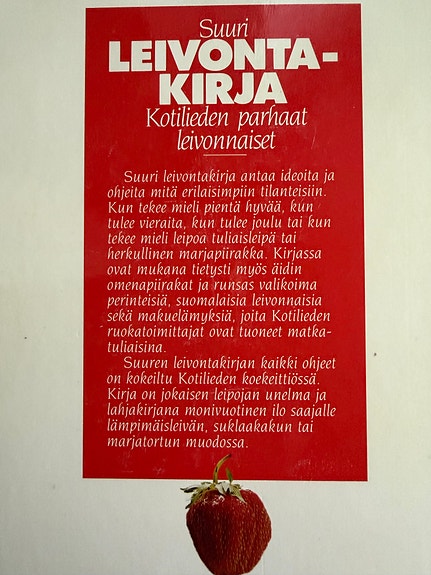 Suuri
LEIVONTA-
KIRJA
Kotilieden parhaat
leivonnaiset
Suuri leivontakirja antaa ideoita ja
ohjeita mitä erilaisimpiin tilanteisiin.
Kun tekee mieli pientä hyvää, kun
tulee vieraita, kun tulee joulu tai kun
tekee mieli leipoa tuliaisleipä tai
herkullinen marjapiirakka. Kirjassa
ovat mukana tietysti myös äidin
omenapiirakat ja runsas valikoima
perinteisiä, suomalaisia leivonnaisia
sekä makuelämyksiä, joita Kotilieden
ruokatoimittajat ovat tuoneet matka-
tuliaisina.
Suuren leivontakirjan kaikki ohjeet
on kokeiltu Kotilieden koekeittiössä.
Kirja on jokaisen leipojan unelma ja
lahjakirjana monivuotinen ilo saajalle
lämpimäisleivän, suklaakakun tai
marjatortun muodossa.